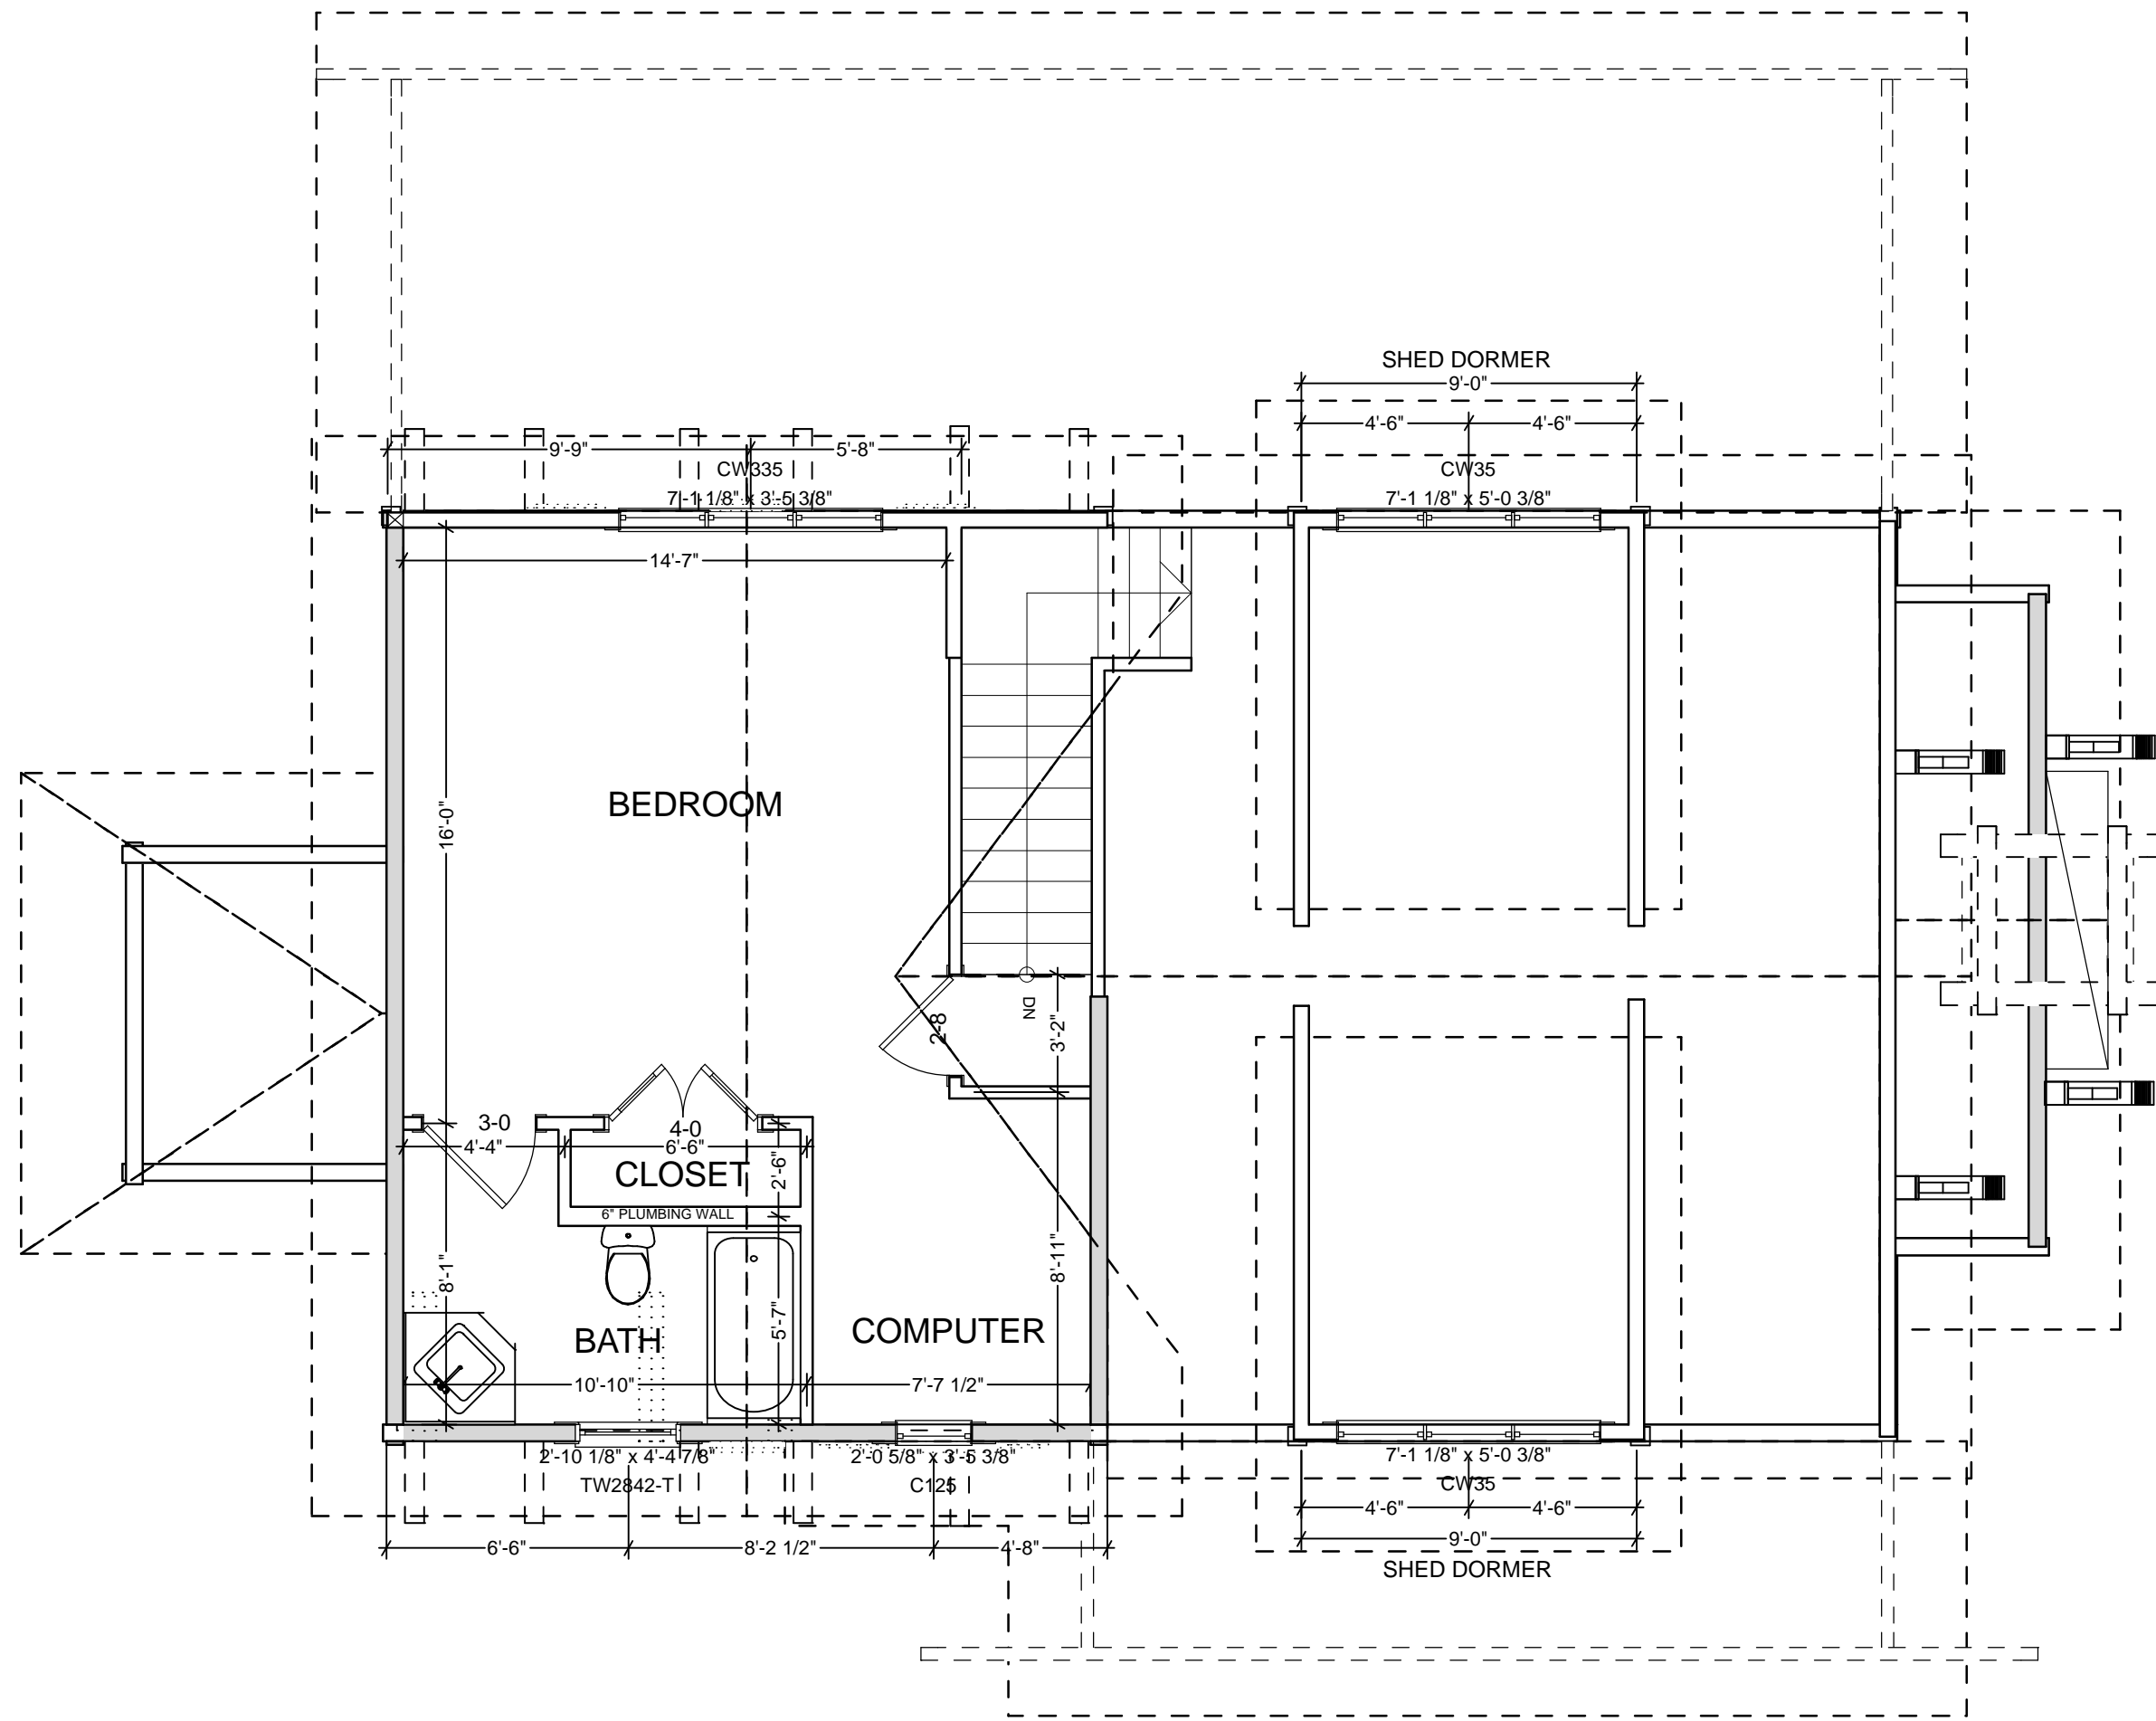 SHED DORMER
9'-0"
4'-6" 4'-6"
9'-9" 5'-8"
CW335 CW35
7'-1 1/8" x 3'-5 3/8" 7'-1 1/8" x 5'-0 3/8"
14'-7"
BEDROOM
16'-0"
DN
2-8
3'-2"
3-0 4-0
4'-4" 6'-6"
CLOSET
2'-6"
6" PLUMBING WALL
8'-1"
8'-11"
5'-7"
BATH
COMPUTER
10'-10" 7'-7 1/2"
2'-10 1/8" x 4'-4 7/8" 2'-0 5/8" x 3'-5 3/8" 7'-1 1/8" x 5'-0 3/8"
TW2842-T C125 CW35
4'-6" 4'-6"
9'-0"
6'-6" 8'-2 1/2" 4'-8"
SHED DORMER